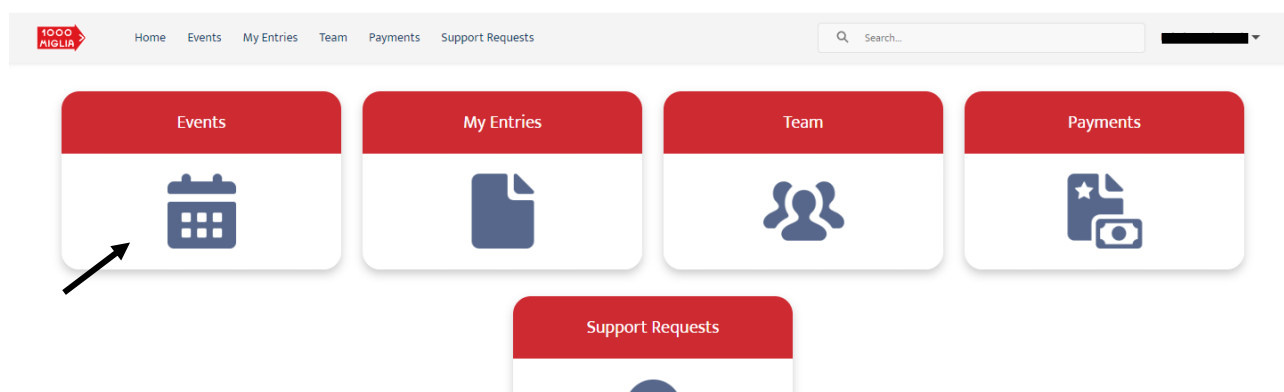 1000
MIGLIA
Home Events My Entries Team Payments Support Requests
Search...
Events
My Entries
Team
Payments
Support Requests